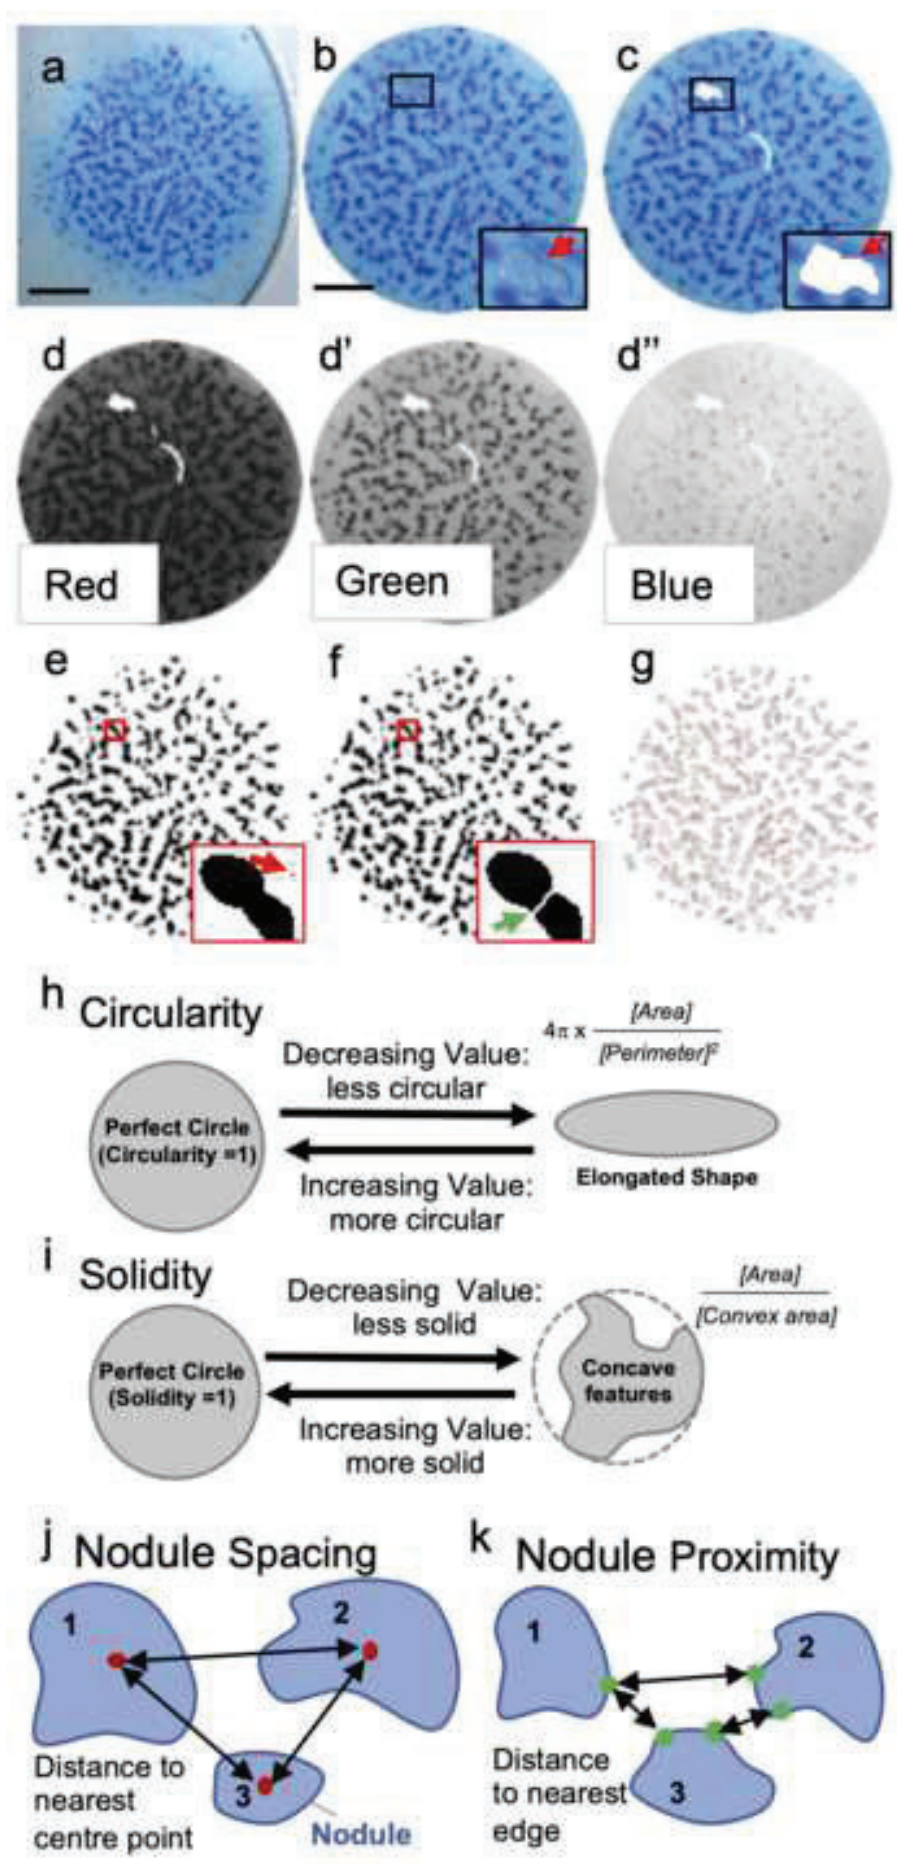 a
b
c
d
d'
d"
Red
Green
Blue
e
f
g
h
Circularity
4π x [Area]
[Perimeter]²
Decreasing Value:
less circular
Perfect Circle
(Circularity =1)
Elongated Shape
Increasing Value:
more circular
i
Solidity
[Area]
[Convex area]
Decreasing Value:
less solid
Perfect Circle
(Solidity =1)
Concave
features
Increasing Value:
more solid
j
Nodule Spacing
1
2
3
Distance to
nearest
centre point
Nodule
k
Nodule Proximity
1
2
3
Distance
to nearest
edge